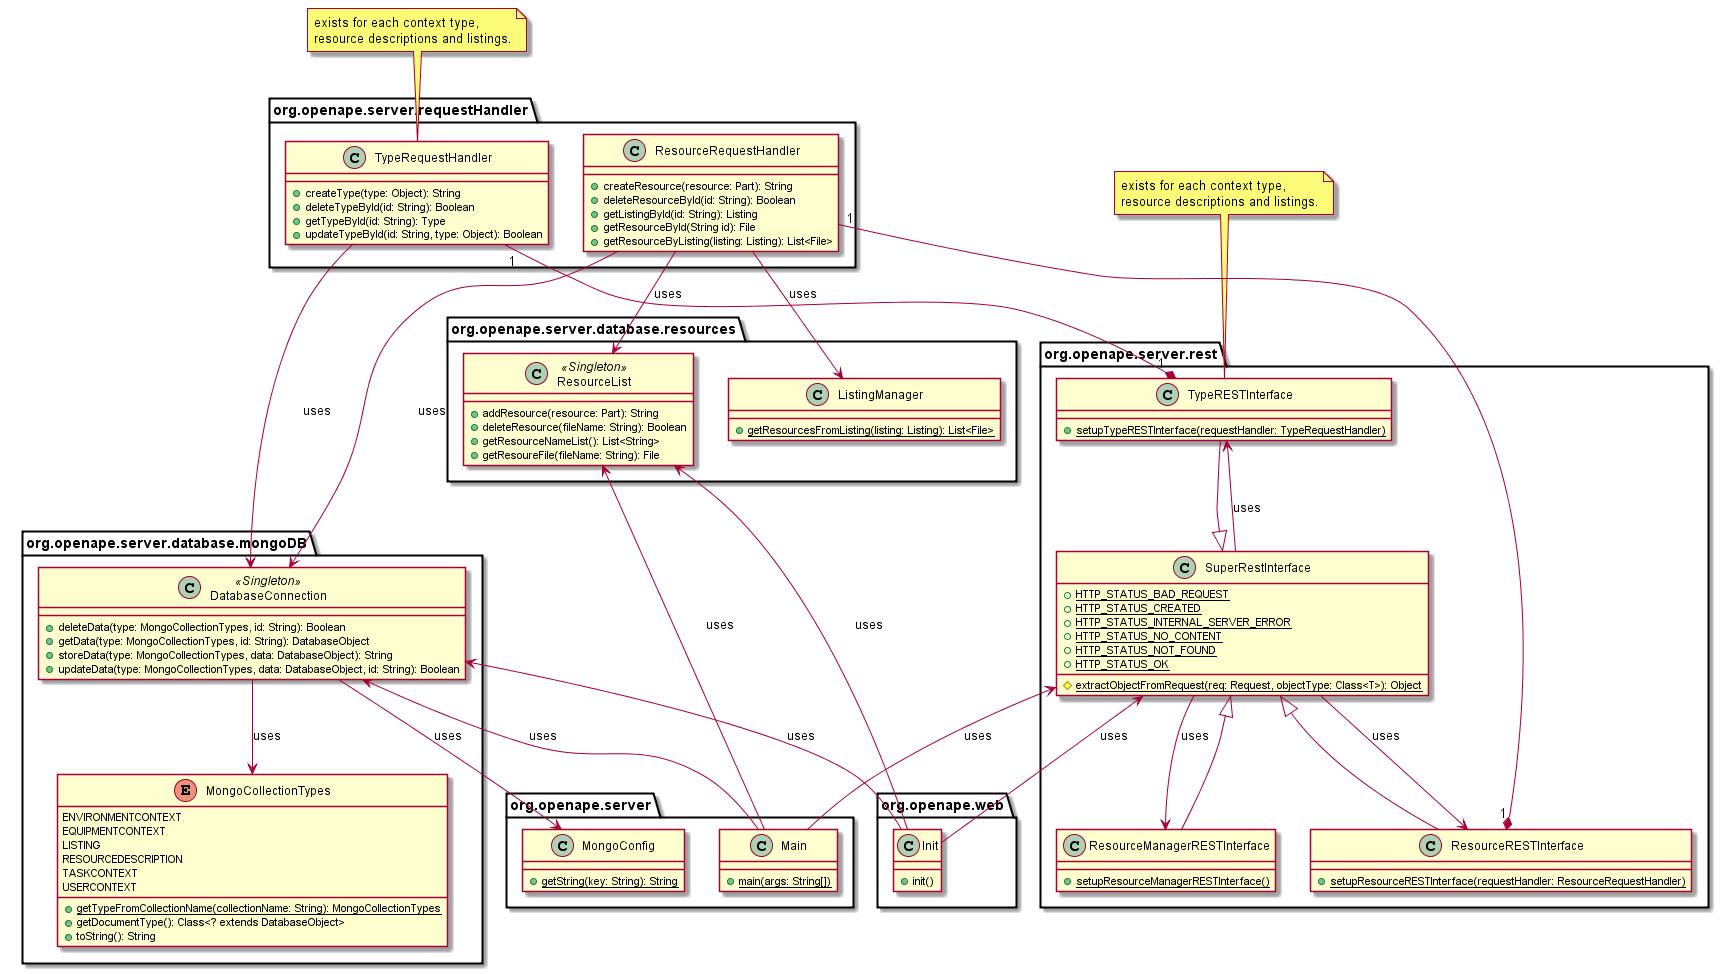 exists for each context type,
resource descriptions and listings.
org.openape.server.requestHandler
C TypeRequestHandler
createType(type: Object): String
deleteTypeById(id: String): Boolean
getTypeById(id: String): Type
updateTypeById(id: String, type: Object): Boolean
C ResourceRequestHandler
createResource(resource: Part): String
deleteResourceById(id: String): Boolean
getListingById(id: String): Listing
getResourceById(String id): File
getResourceByListing(listing: Listing): List<File>
exists for each context type,
resource descriptions and listings.
1
1
uses
uses
org.openape.server.database.resources
C «Singleton»
ResourceList
addResource(resource: Part): String
deleteResource(fileName: String): Boolean
getResourceNameList(): List<String>
getResoureFile(fileName: String): File
C ListingManager
getResourcesFromListing(listing: Listing): List<File>
org.openape.server.rest
1
C TypeRESTInterface
setupTypeRESTInterface(requestHandler: TypeRequestHandler)
uses
uses
uses
org.openape.server.database.mongoDB
C «Singleton»
DatabaseConnection
deleteData(type: MongoCollectionTypes, id: String): Boolean
getData(type: MongoCollectionTypes, id: String): DatabaseObject
storeData(type: MongoCollectionTypes, data: DatabaseObject): String
updateData(type: MongoCollectionTypes, data: DatabaseObject, id: String): Boolean
C SuperRestInterface
HTTP_STATUS_BAD_REQUEST
HTTP_STATUS_CREATED
HTTP_STATUS_INTERNAL_SERVER_ERROR
HTTP_STATUS_NO_CONTENT
HTTP_STATUS_NOT_FOUND
HTTP_STATUS_OK
extractObjectFromRequest(req: Request, objectType: Class<T>): Object
uses
uses
uses
uses
uses
uses
uses
uses
uses
uses
E MongoCollectionTypes
ENVIRONMENTCONTEXT
EQUIPMENTCONTEXT
LISTING
RESOURCEDESCRIPTION
TASKCONTEXT
USERCONTEXT
getTypeFromCollectionName(collectionName: String): MongoCollectionTypes
getDocumentType(): Class<? extends DatabaseObject>
toString(): String
org.openape.server
C MongoConfig
getString(key: String): String
C Main
main(args: String[])
org.openape.web
C Init
init()
C ResourceManagerRESTInterface
setupResourceManagerRESTInterface()
1
C ResourceRESTInterface
setupResourceRESTInterface(requestHandler: ResourceRequestHandler)